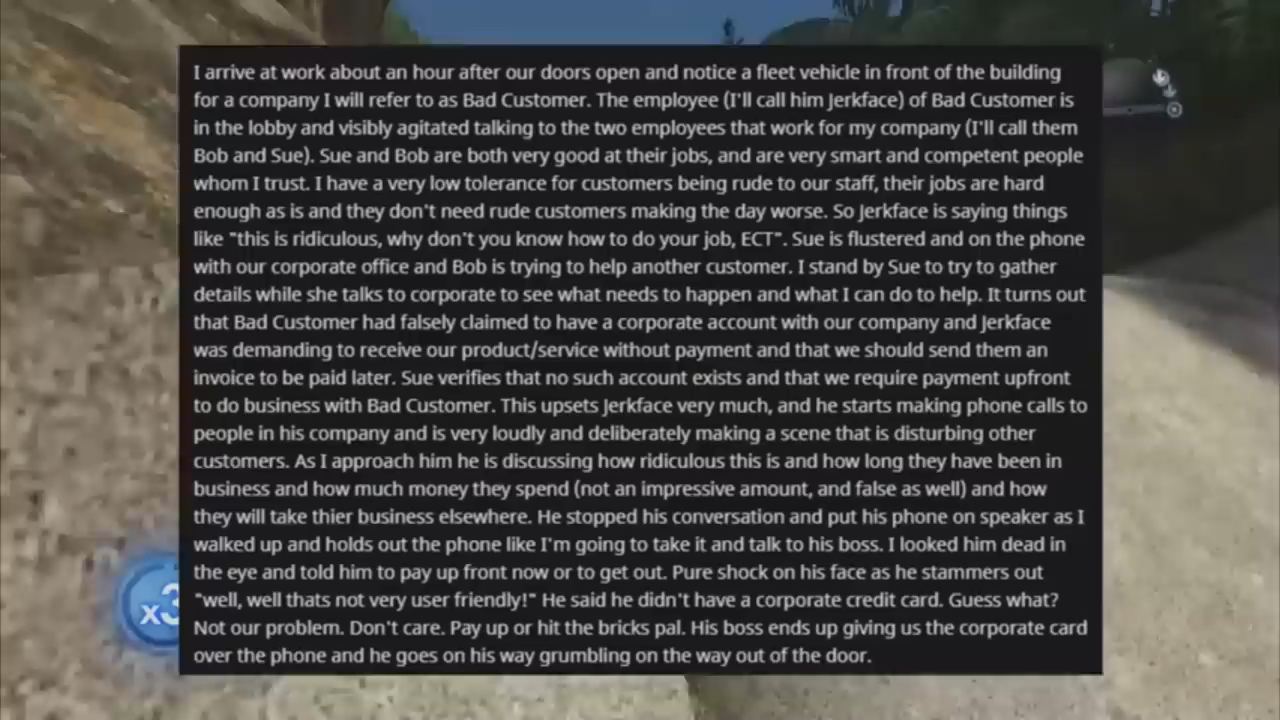 I arrive at work about an hour after our doors open and notice a fleet vehicle in front of the building
for a company I will refer to as Bad Customer. The employee (I'll call him Jerkface) of Bad Customer is
in the lobby and visibly agitated talking to the two employees that work for my company (I'll call them
Bob and Sue). Sue and Bob are both very good at their jobs, and are very smart and competent people
whom I trust. I have a very low tolerance for customers being rude to our staff, their jobs are hard
enough as is and they don't need rude customers making the day worse. So Jerkface is saying things
like "this is ridiculous, why don't you know how to do your job, ECT". Sue is flustered and on the phone
with our corporate office and Bob is trying to help another customer. I stand by Sue to try to gather
details while she talks to corporate to see what needs to happen and what I can do to help. It turns out
that Bad Customer had falsely claimed to have a corporate account with our company and Jerkface
was demanding to receive our product/service without payment and that we should send them an
invoice to be paid later. Sue verifies that no such account exists and that we require payment upfront
to do business with Bad Customer. This upsets Jerkface very much, and he starts making phone calls to
people in his company and is very loudly and deliberately making a scene that is disturbing other
customers. As I approach him he is discussing how ridiculous this is and how long they have been in
business and how much money they spend (not an impressive amount, and false as well) and how
they will take thier business elsewhere. He stopped his conversation and put his phone on speaker as I
walked up and holds out the phone like I'm going to take it and talk to his boss. I looked him dead in
the eye and told him to pay up front now or to get out. Pure shock on his face as he stammers out
"well, well thats not very user friendly!" He said he didn't have a corporate credit card. Guess what?
Not our problem. Don't care. Pay up or hit the bricks pal. His boss ends up giving us the corporate card
over the phone and he goes on his way grumbling on the way out of the door.
x3